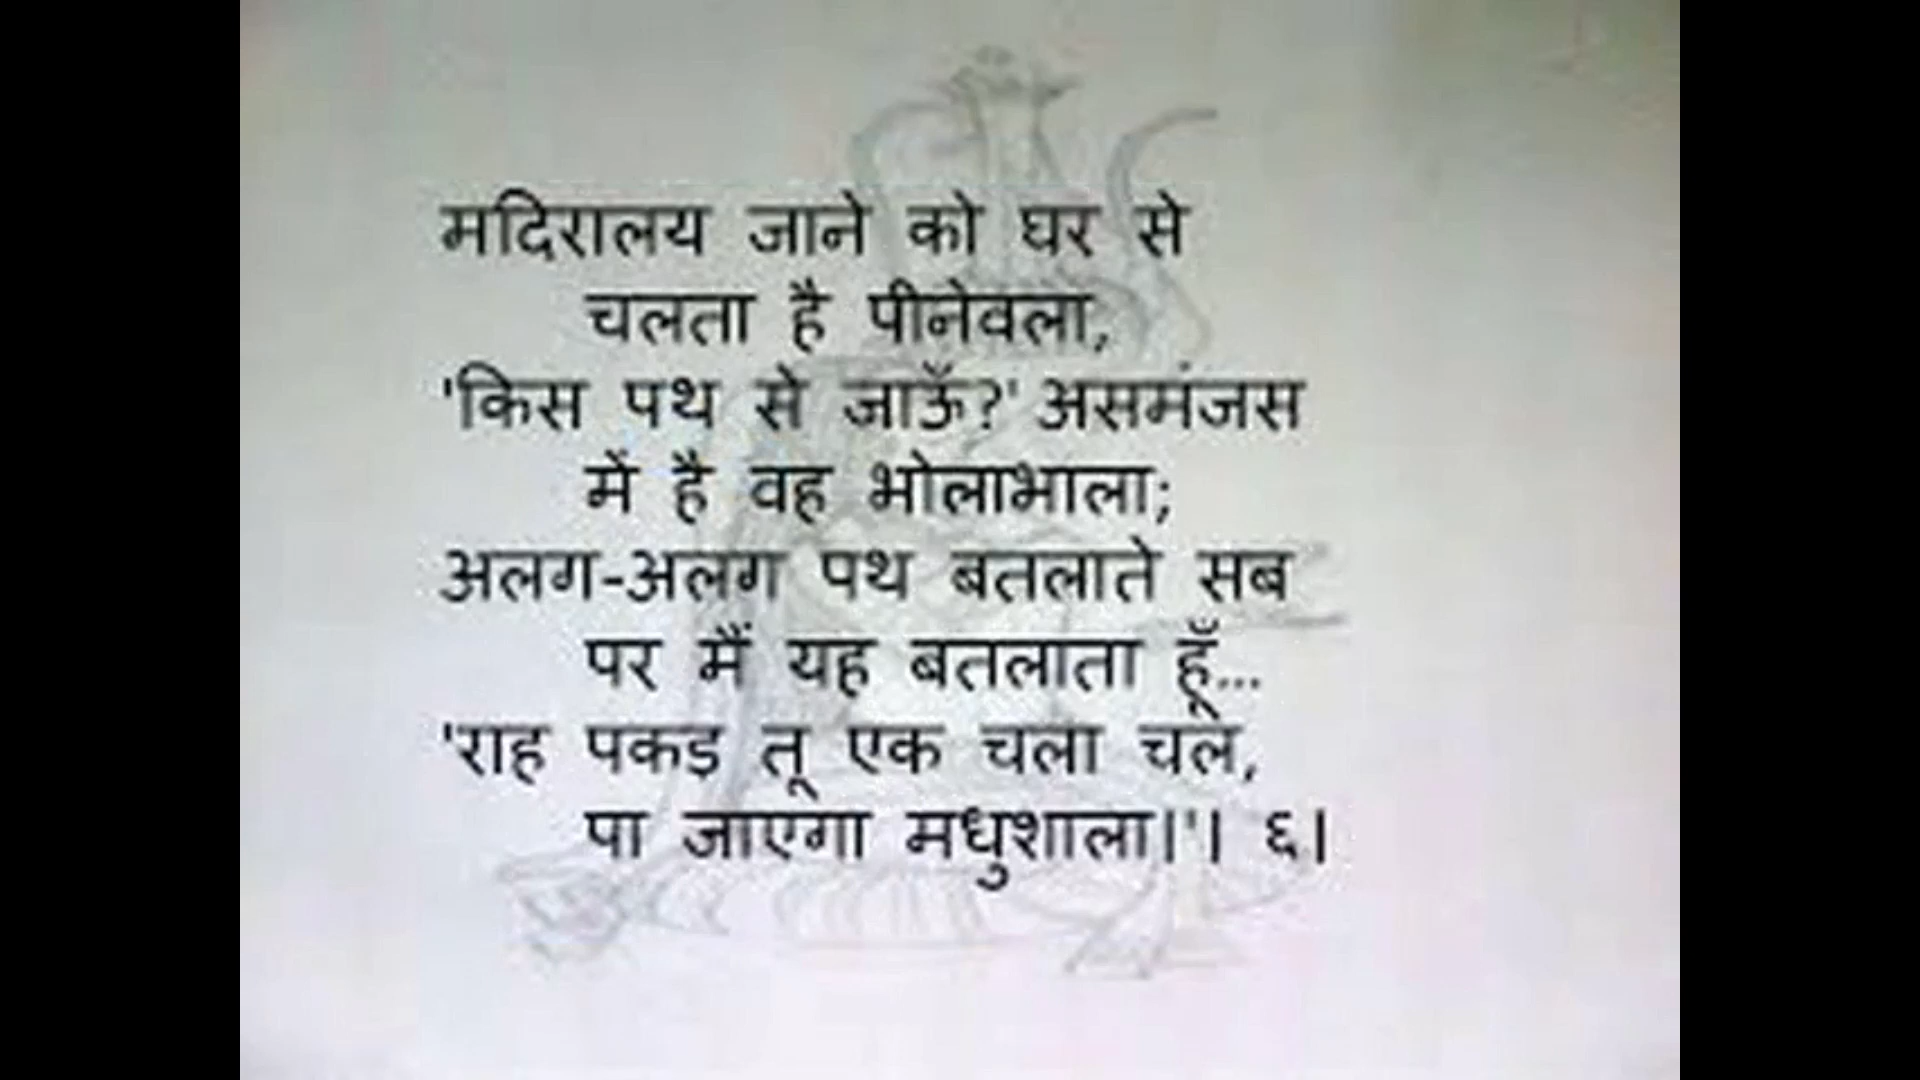 मदिरालय जाने को घर से
चलता है पीनेवला,
'किस पथ से जाऊँ?' असमंजस
में है वह भोलाभाला;
अलग-अलग पथ बतलाते सब
पर मैं यह बतलाता हूँ...
'राह पकड़ तू एक चला चल,
पा जाएगा मधुशाला।'। ६।